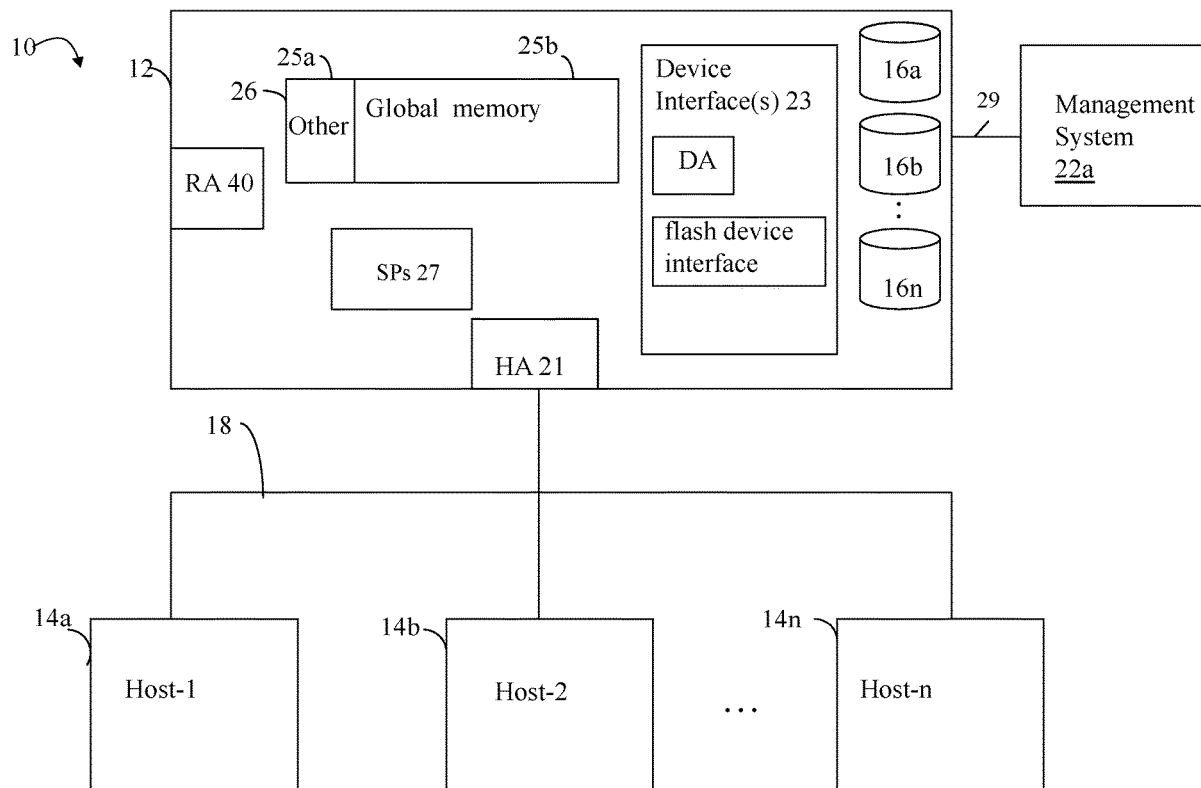 10
12
25a
25b
26
Other
Global memory
Device
Interface(s) 23
DA
flash device
interface
16a
16b
⋮
16n
29
Management
System
22a
RA 40
SPs 27
HA 21
18
14a
Host-1
14b
Host-2
...
14n
Host-n